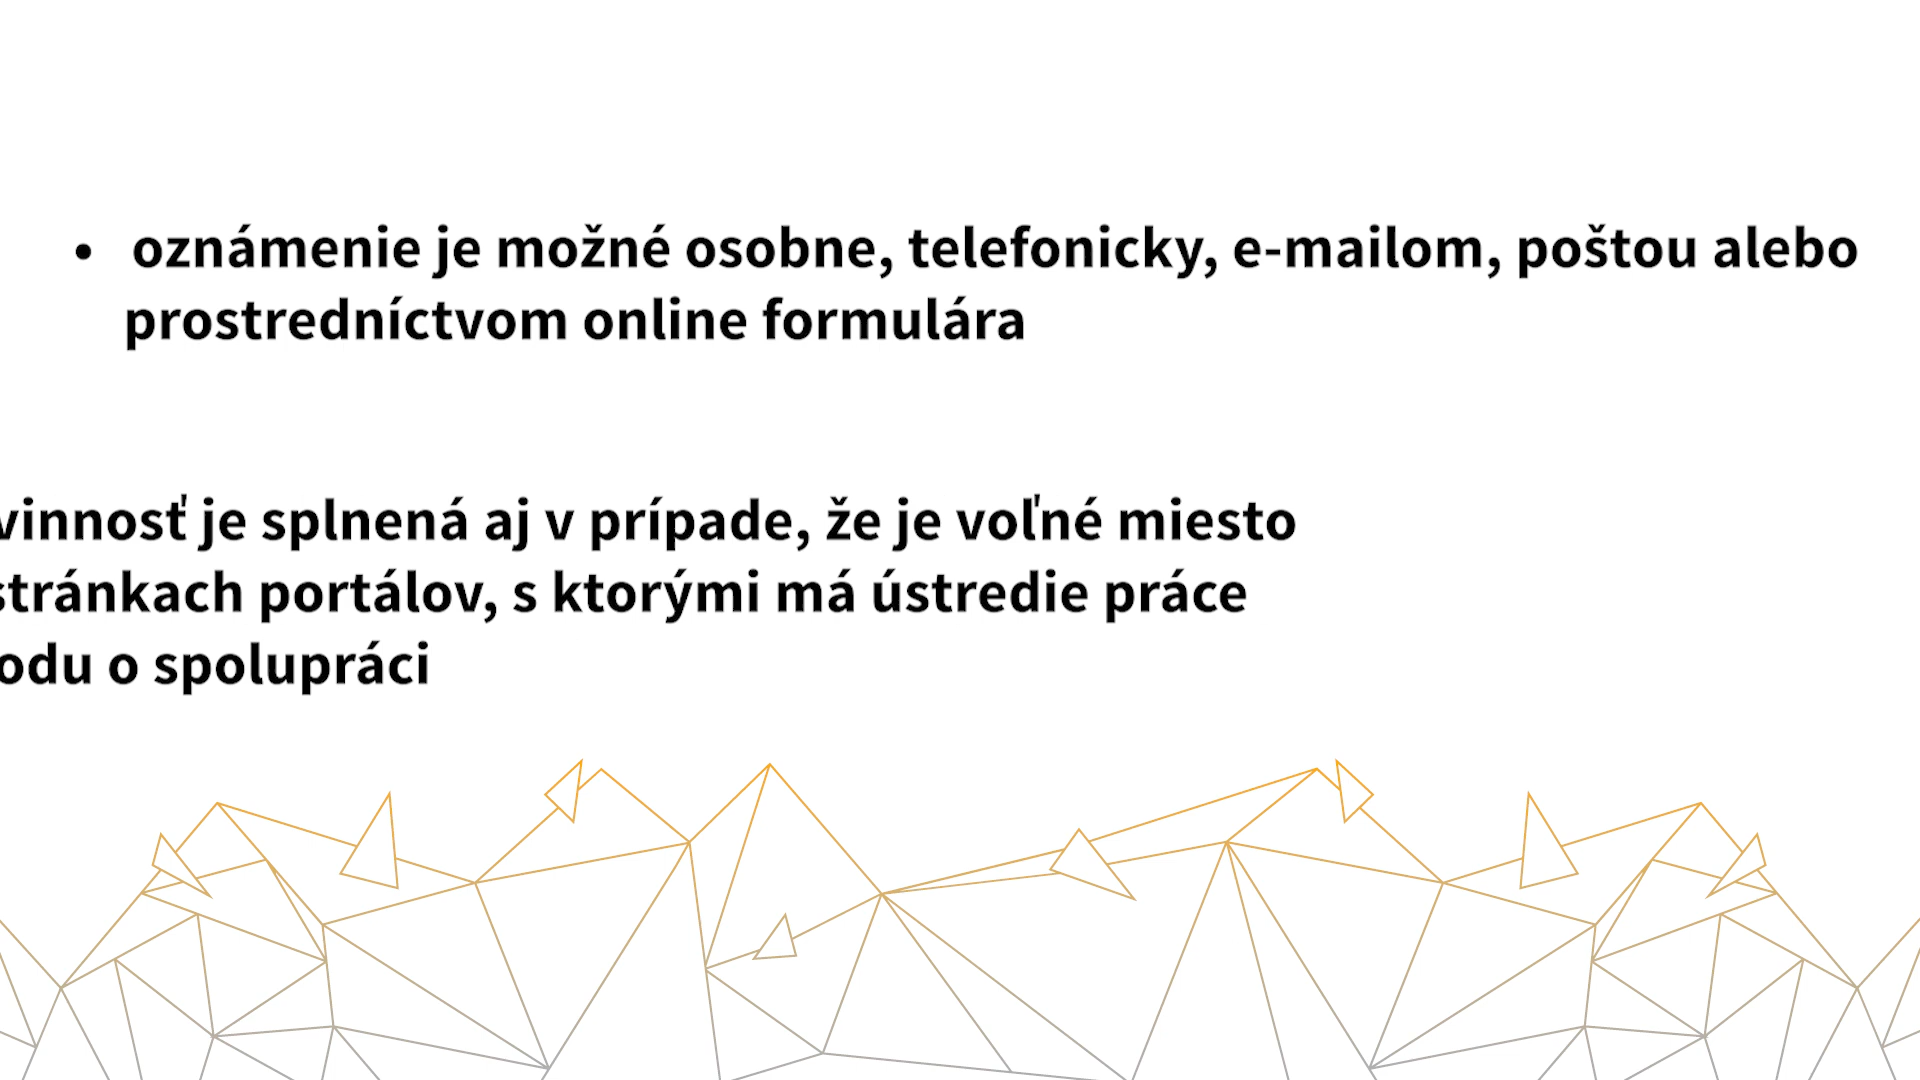 • oznámenie je možné osobne, telefonicky, e-mailom, poštou alebo
prostredníctvom online formulára
vinnosť je splnená aj v prípade, že je voľné miesto
stránkach portálov, s ktorými má ústredie práce
odu o spolupráci